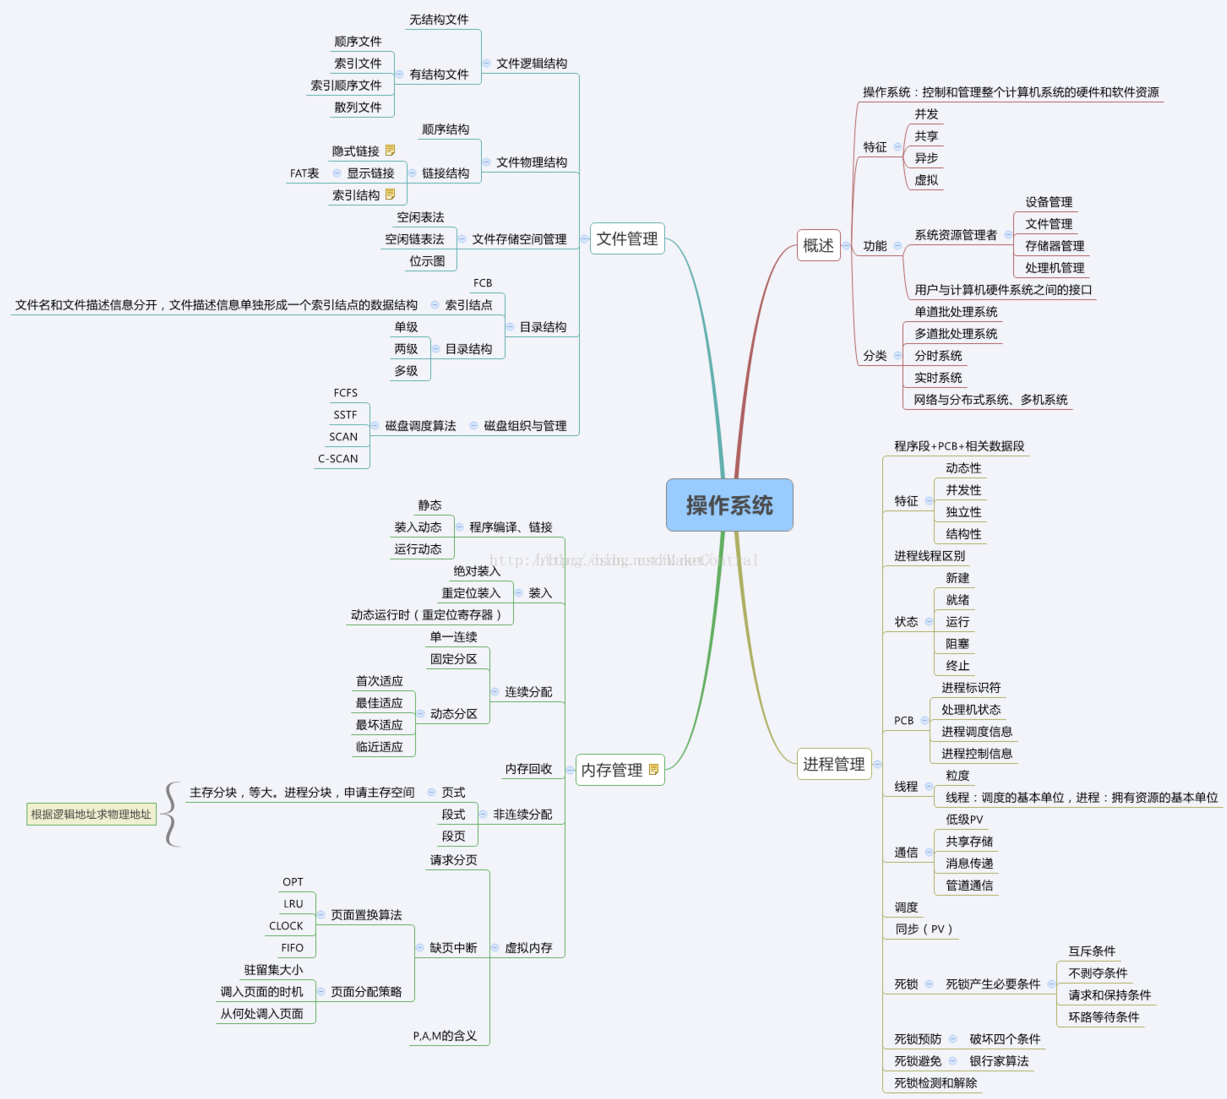 操作系统
概述
操作系统：控制和管理整个计算机系统的硬件和软件资源
特征
并发
共享
异步
虚拟
功能
系统资源管理者
设备管理
文件管理
存储器管理
处理机管理
用户与计算机硬件系统之间的接口
分类
单道批处理系统
多道批处理系统
分时系统
实时系统
网络与分布式系统、多机系统
进程管理
程序段+PCB+相关数据段
特征
动态性
并发性
独立性
结构性
进程线程区别
状态
新建
就绪
运行
阻塞
终止
PCB
进程标识符
处理机状态
进程调度信息
进程控制信息
线程
粒度
线程：调度的基本单位，进程：拥有资源的基本单位
通信
低级PV
共享存储
消息传递
管道通信
调度
同步（PV）
死锁
死锁产生必要条件
互斥条件
不剥夺条件
请求和保持条件
环路等待条件
死锁预防
破坏四个条件
死锁避免
银行家算法
死锁检测和解除
文件管理
文件逻辑结构
无结构文件
有结构文件
顺序文件
索引文件
索引顺序文件
散列文件
文件物理结构
顺序结构
链接结构
隐式链接
显示链接
FAT表
索引结构
文件存储空间管理
空闲表法
空闲链表法
位示图
目录结构
FCB
索引结点
文件名和文件描述信息分开，文件描述信息单独形成一个索引结点的数据结构
目录结构
单级
两级
多级
磁盘组织与管理
磁盘调度算法
FCFS
SSTF
SCAN
C-SCAN
内存管理
程序编译、链接
静态
装入动态
运行动态
装入
绝对装入
重定位装入
动态运行时（重定位寄存器）
连续分配
单一连续
固定分区
动态分区
首次适应
最佳适应
最坏适应
临近适应
内存回收
非连续分配
页式
主存分块，等大。进程分块，申请主存空间
段式
段页
根据逻辑地址求物理地址
虚拟内存
请求分页
缺页中断
页面置换算法
OPT
LRU
CLOCK
FIFO
页面分配策略
驻留集大小
调入页面的时机
从何处调入页面
P,A,M的含义